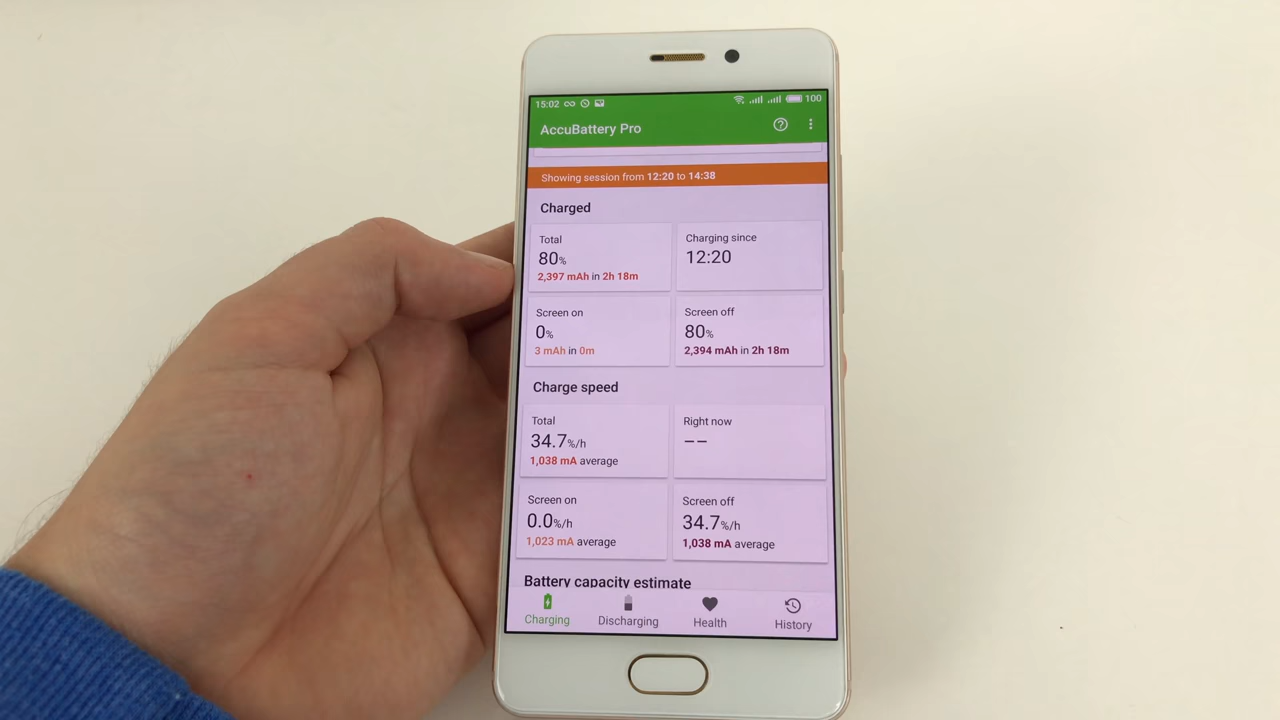 15:02 100
AccuBattery Pro
Showing session from 12:20 to 14:38
Charged
Total
80%
2,397 mAh in 2h 18m
Charging since
12:20
Screen on
0%
3 mAh in 0m
Screen off
80%
2,394 mAh in 2h 18m
Charge speed
Total
34.7%/h
1,038 mA average
Right now
--
Screen on
0.0%/h
1,023 mA average
Screen off
34.7%/h
1,038 mA average
Battery capacity estimate
Charging
Discharging
Health
History